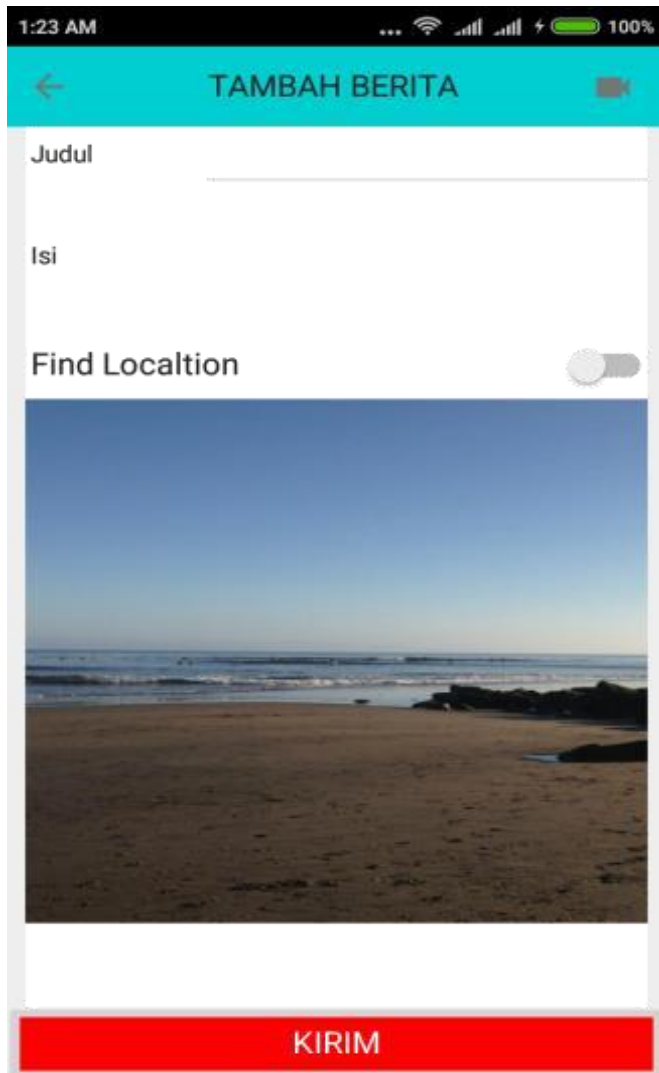 1:23 AM ... 100%
TAMBAH BERITA
Judul
Isi
Find Localtion
KIRIM